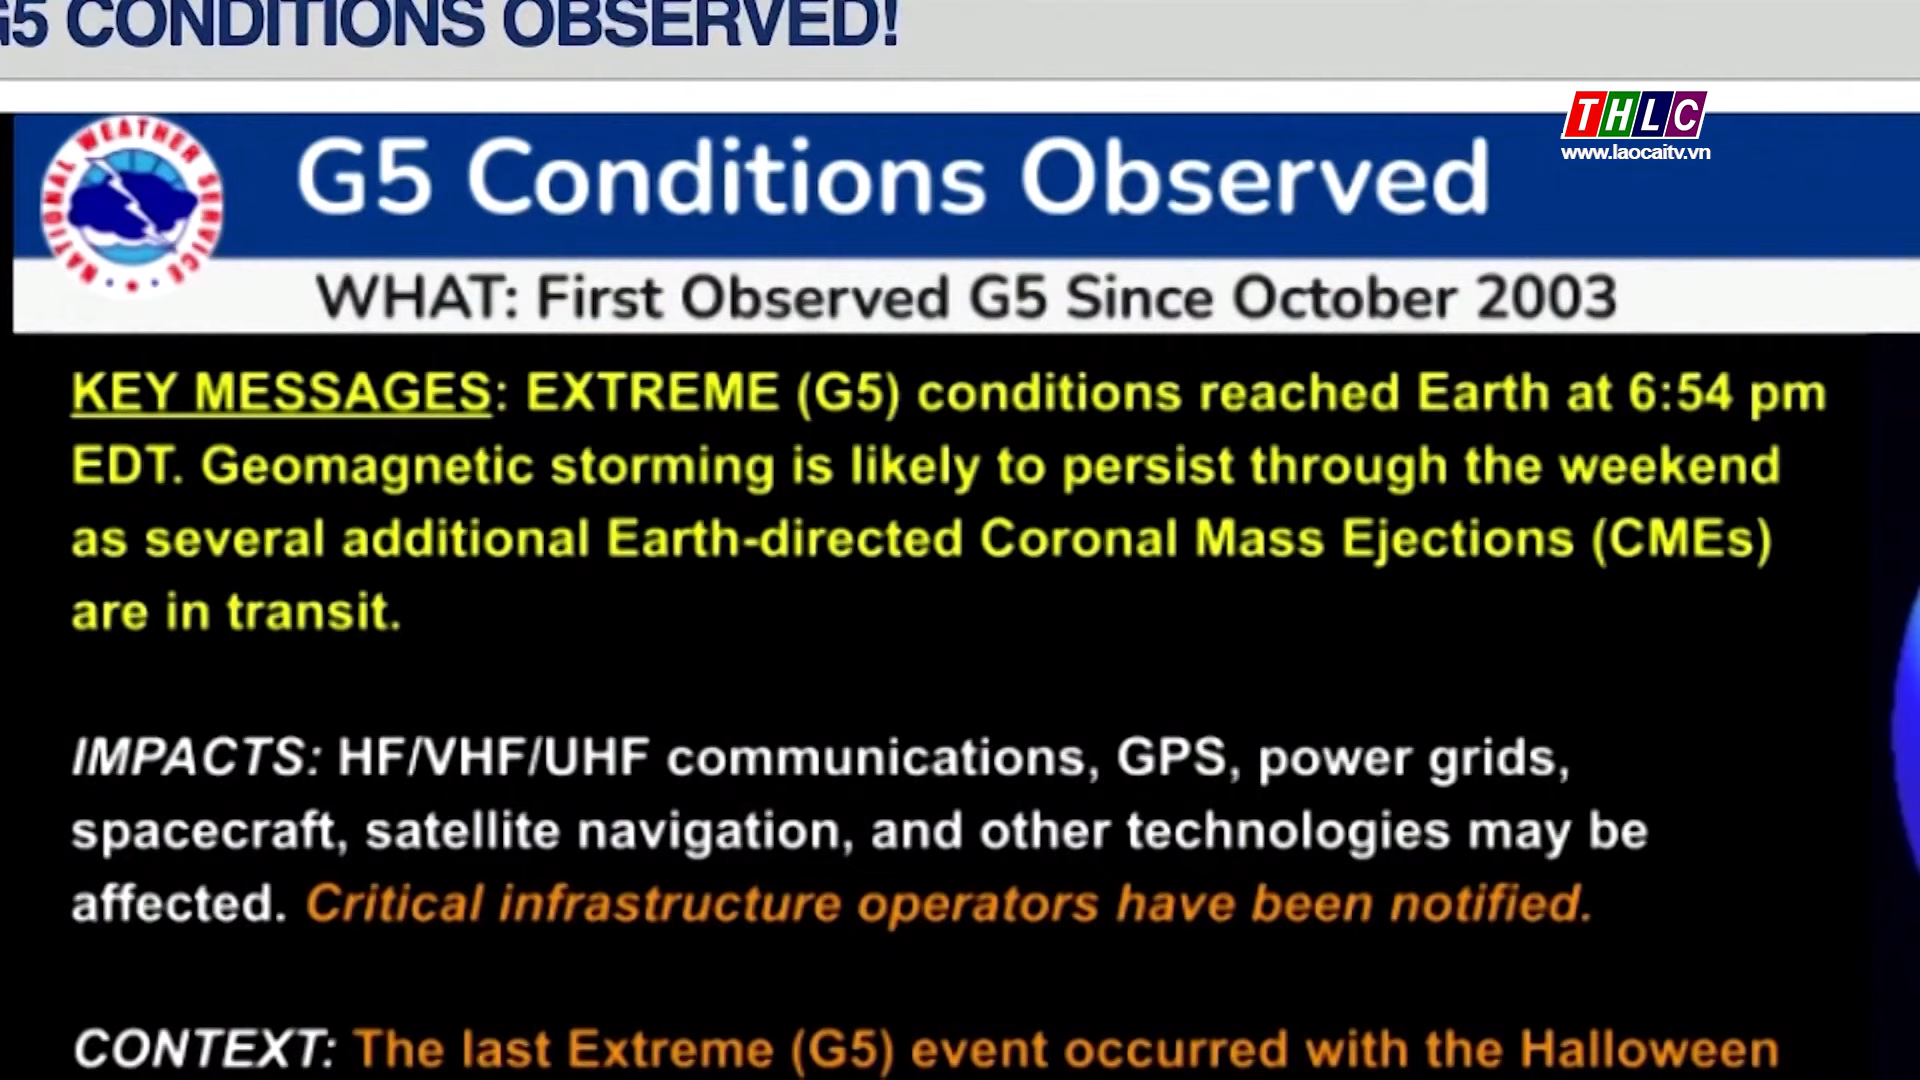 G5 CONDITIONS OBSERVED!
THLC
www.laocaitv.vn
NATIONAL WEATHER SERVICE
G5 Conditions Observed
WHAT: First Observed G5 Since October 2003
KEY MESSAGES: EXTREME (G5) conditions reached Earth at 6:54 pm
EDT. Geomagnetic storming is likely to persist through the weekend
as several additional Earth-directed Coronal Mass Ejections (CMEs)
are in transit.
IMPACTS: HF/VHF/UHF communications, GPS, power grids,
spacecraft, satellite navigation, and other technologies may be
affected. Critical infrastructure operators have been notified.
CONTEXT: The last Extreme (G5) event occurred with the Halloween